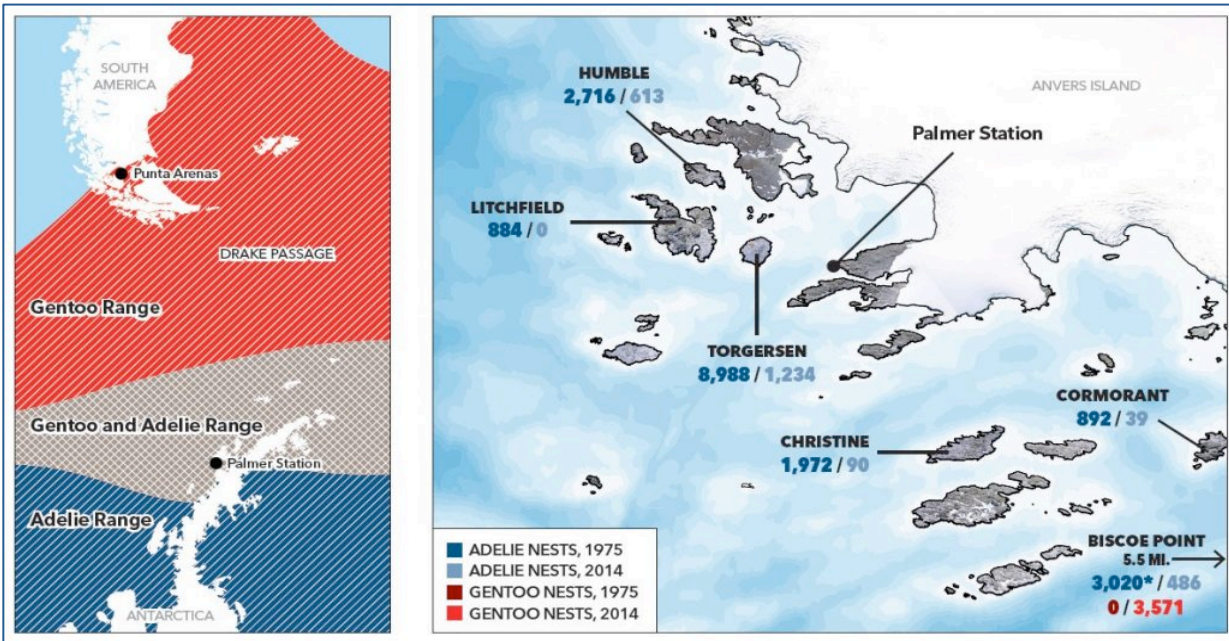 SOUTH
AMERICA
Punta Arenas
DRAKE PASSAGE
Gentoo Range
Gentoo and Adelie Range
Palmer Station
Adelie Range
ANTARCTICA
HUMBLE
2,716 / 613
ANVERS ISLAND
Palmer Station
LITCHFIELD
884 / 0
TORGERSEN
8,988 / 1,234
CORMORANT
892 / 39
CHRISTINE
1,972 / 90
BISCOE POINT
5.5 MI.
3,020* / 486
0 / 3,571
ADELIE NESTS, 1975
ADELIE NESTS, 2014
GENTOO NESTS, 1975
GENTOO NESTS, 2014